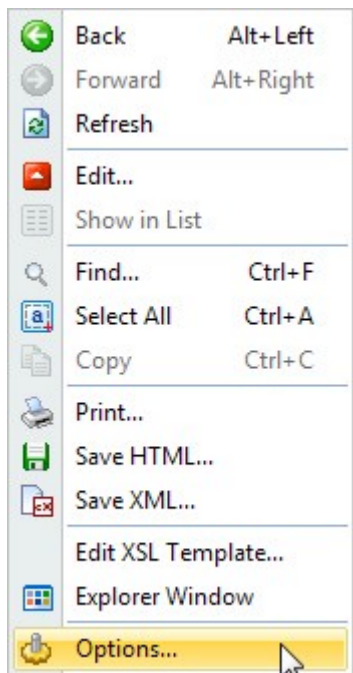 Back Alt+Left
Forward Alt+Right
Refresh
Edit...
Show in List
Find... Ctrl+F
Select All Ctrl+A
Copy Ctrl+C
Print...
Save HTML...
Save XML...
Edit XSL Template...
Explorer Window
Options...